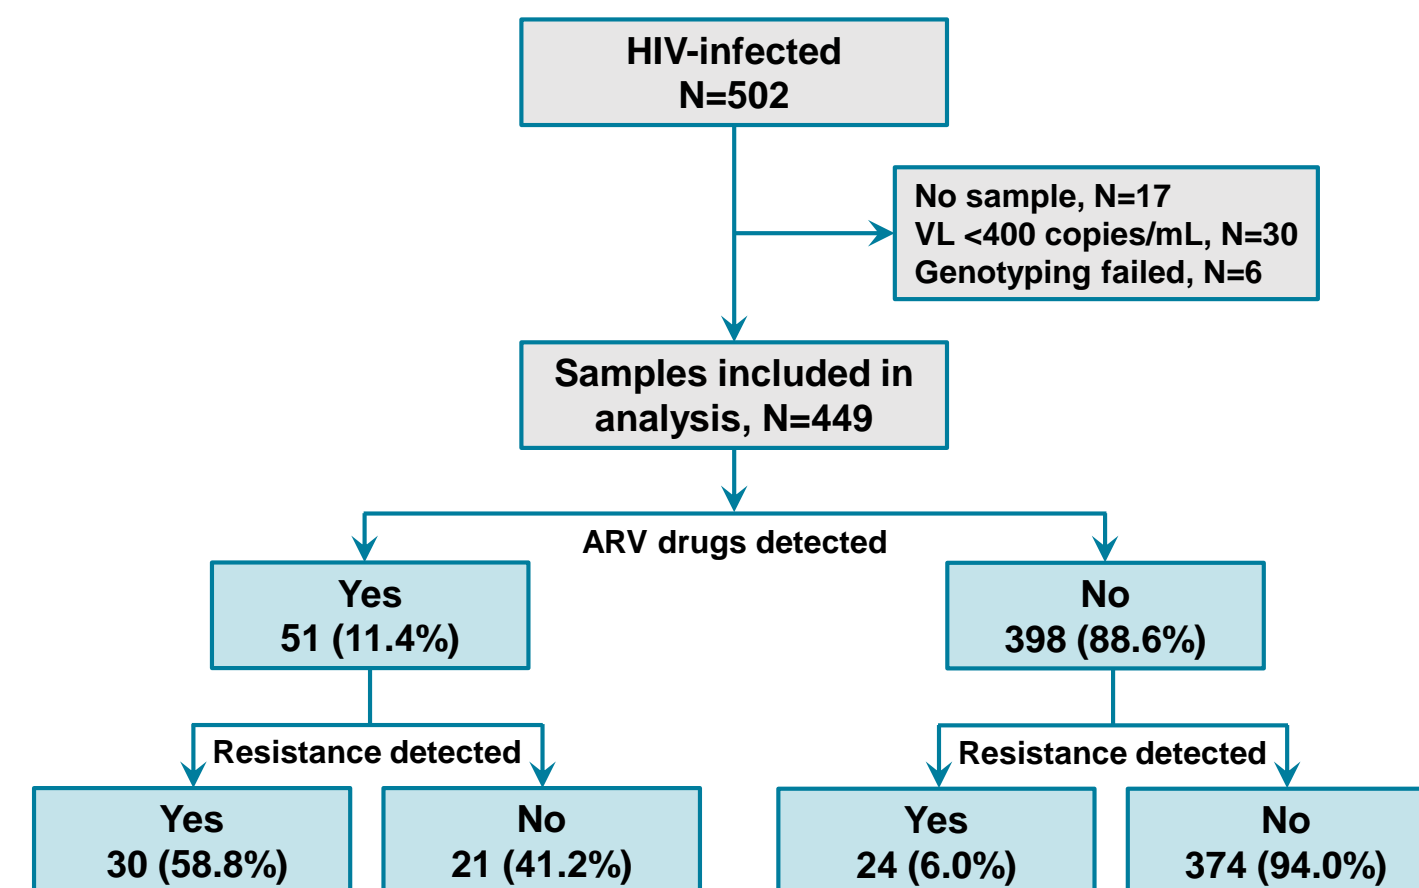 HIV-infected
N=502
No sample, N=17
VL <400 copies/mL, N=30
Genotyping failed, N=6
Samples included in
analysis, N=449
ARV drugs detected
Yes
51 (11.4%)
No
398 (88.6%)
Resistance detected
Resistance detected
Yes
30 (58.8%)
No
21 (41.2%)
Yes
24 (6.0%)
No
374 (94.0%)